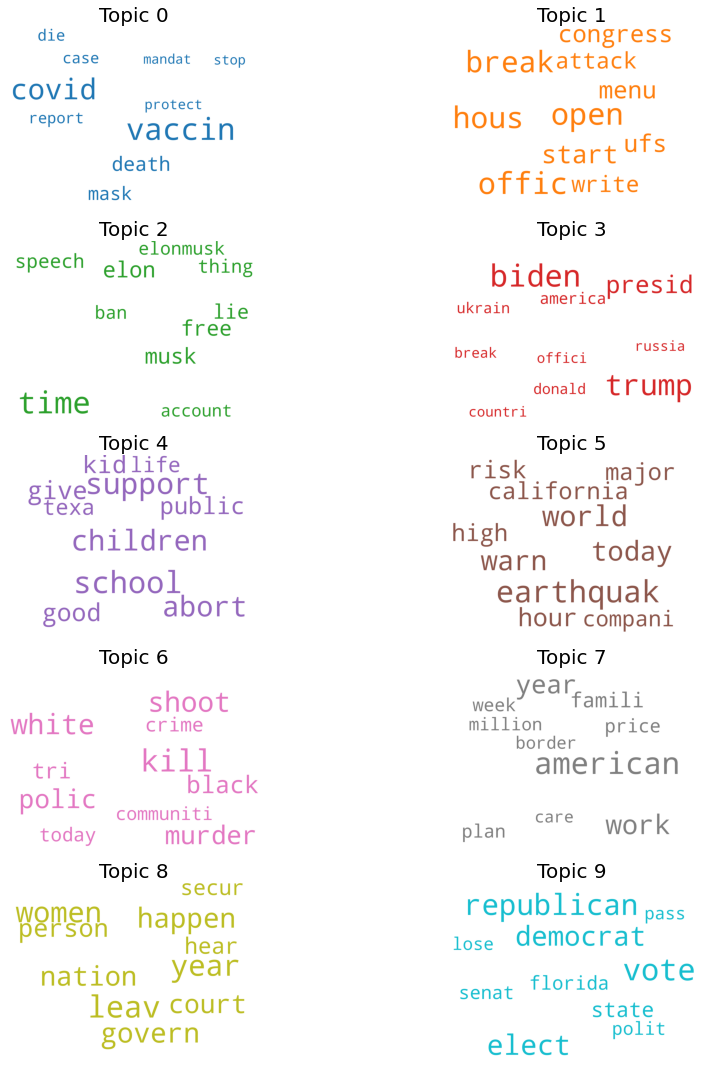 Topic 0
die
case mandat stop
covid
protect
report
vaccin
death
mask
Topic 1
congress
break attack
menu
hous open
ufs
start
offic write
Topic 2
elonmusk
speech
elon thing
ban lie
free
musk
time
account
Topic 3
biden
presid
america
ukrain
russia
break
offici
donald trump
countri
Topic 4
kid life
support
give
texa public
children
school
abort
good
Topic 5
risk major
california
world
high
today
warn
earthquak
hour compani
Topic 6
shoot
white crime
kill
tri
black
polic
communiti
today murder
Topic 7
year
famili
week
million price
border
american
care
work
plan
Topic 8
secur
women
happen
person
hear
year
nation
leav court
govern
Topic 9
republican
pass
democrat
lose
vote
florida
senat
state
polit
elect